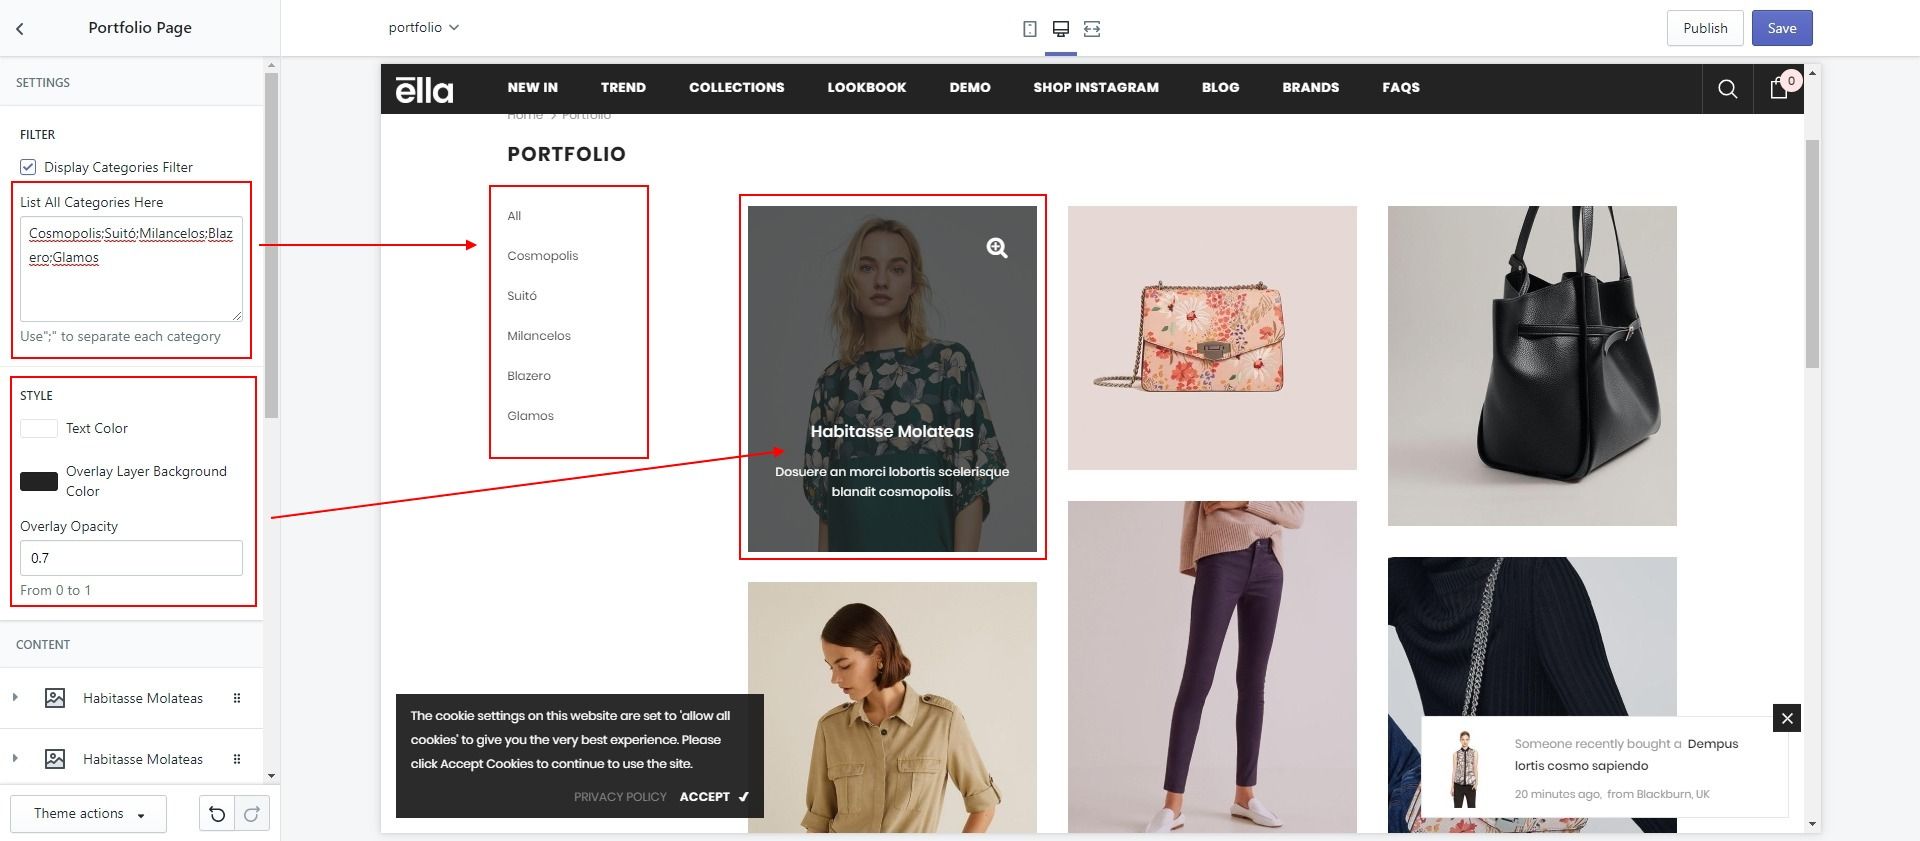 Portfolio Page
portfolio
Publish
Save
SETTINGS
FILTER
Display Categories Filter
List All Categories Here
Cosmopolis;Suitó;Milancelos;Blaz
ero;Glamos
Use";" to separate each category
STYLE
Text Color
Overlay Layer Background
Color
Overlay Opacity
0.7
From 0 to 1
CONTENT
Habitasse Molateas
Habitasse Molateas
Theme actions
ella
NEW IN
TREND
COLLECTIONS
LOOKBOOK
DEMO
SHOP INSTAGRAM
BLOG
BRANDS
FAQS
0
Home > Portfolio
PORTFOLIO
All
Cosmopolis
Suitó
Milancelos
Blazero
Glamos
Habitasse Molateas
Dosuere an morci lobortis scelerisque
blandit cosmopolis.
The cookie settings on this website are set to 'allow all
cookies' to give you the very best experience. Please
click Accept Cookies to continue to use the site.
PRIVACY POLICY
ACCEPT ✔
Someone recently bought a Dempus
lortis cosmo sapiendo
20 minutes ago, from Blackburn, UK